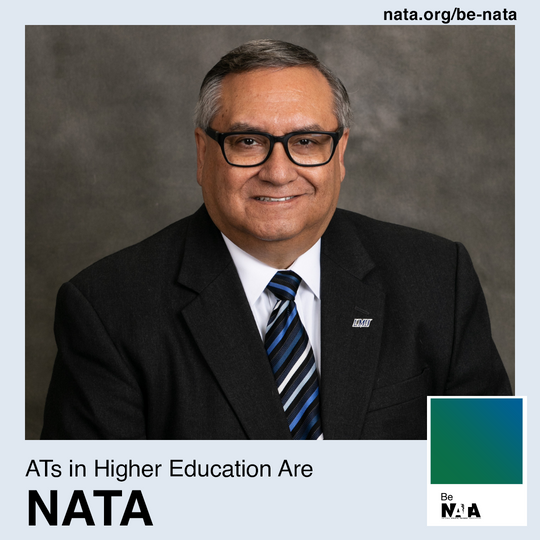 nata.org/be-nata
ATs in Higher Education Are
NATA
Be
NATA